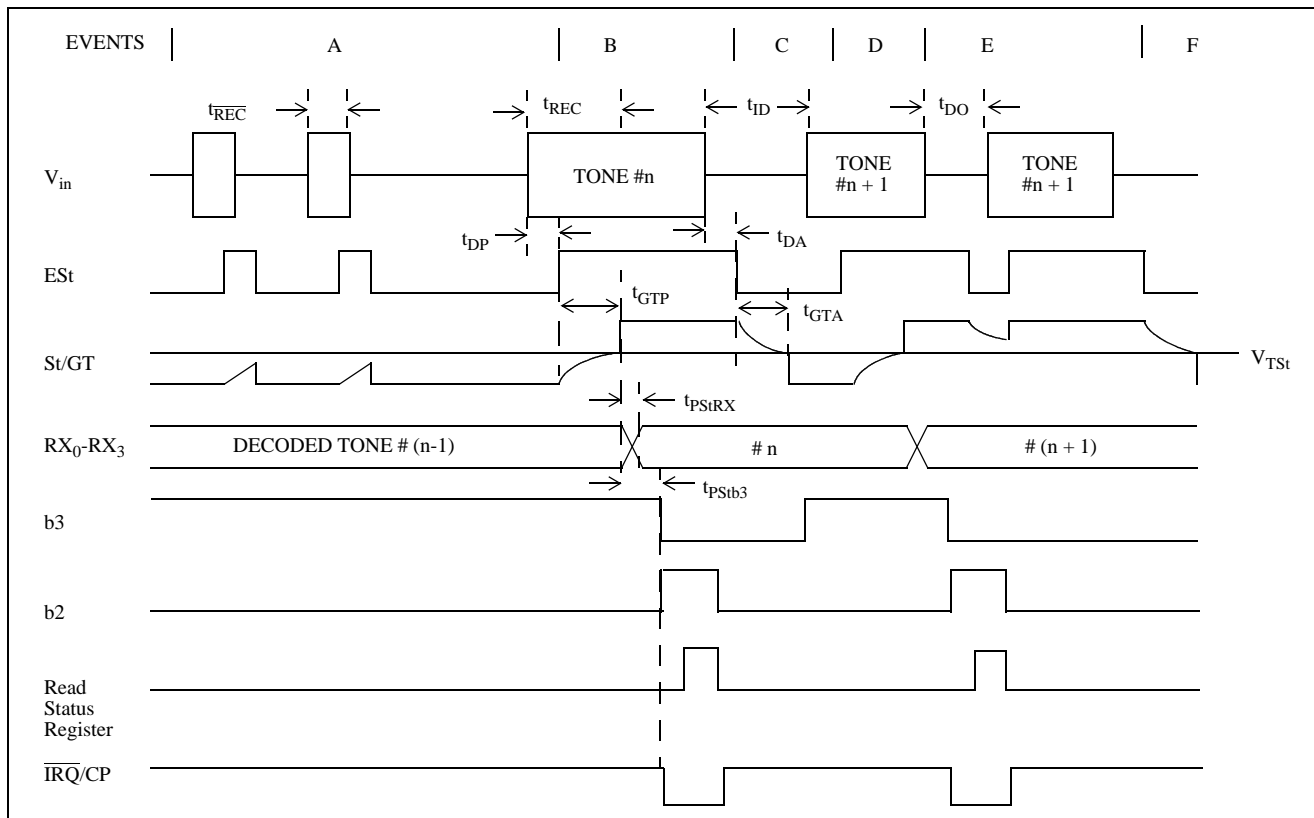 EVENTS A B C D E F
tREC tREC tID tDO
Vin TONE #n TONE #n + 1 TONE #n + 1
tDP tDA
ESt
tGTP tGTA
St/GT VTSt
tPStRX
RX0-RX3 DECODED TONE # (n-1) # n # (n + 1)
tPStb3
b3
b2
Read
Status
Register
IRQ/CP